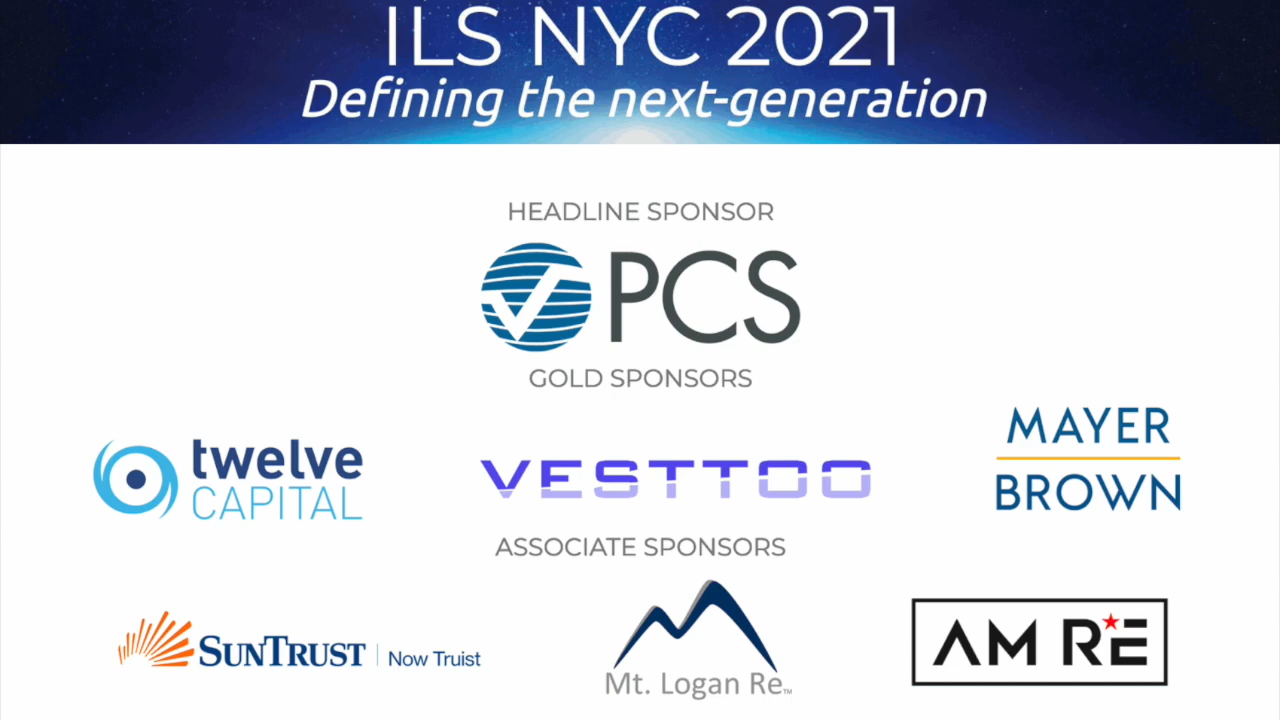 ILS NYC 2021
Defining the next-generation
HEADLINE SPONSOR
PCS
GOLD SPONSORS
twelve
CAPITAL
VESTTOO
MAYER
BROWN
ASSOCIATE SPONSORS
SUNTRUST | Now Truist
Mt. Logan Re™
AM RE